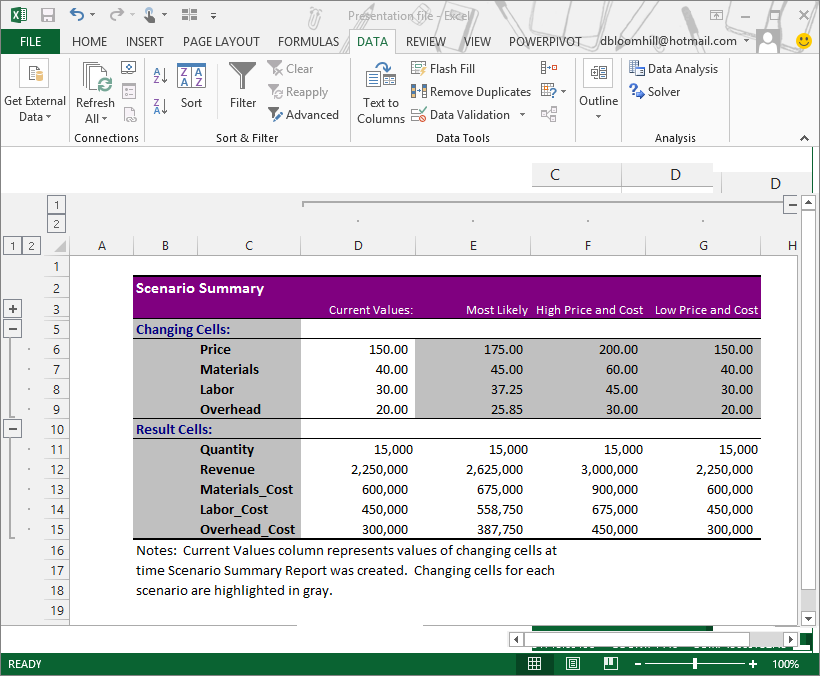 Presentation file - Excel
FILE HOME INSERT PAGE LAYOUT FORMULAS DATA REVIEW VIEW POWERPIVOT dbloomhill@hotmail.com
Get External Data
Refresh All
Connections
Sort
Filter
Clear
Reapply
Advanced
Sort & Filter
Text to Columns
Flash Fill
Remove Duplicates
Data Validation
Data Tools
Outline
Data Analysis
Solver
Analysis
C D D
1
2
1 2 A B C D E F G H
1
2 Scenario Summary
3 Current Values: Most Likely High Price and Cost Low Price and Cost
5 Changing Cells:
6 Price 150.00 175.00 200.00 150.00
7 Materials 40.00 45.00 60.00 40.00
8 Labor 30.00 37.25 45.00 30.00
9 Overhead 20.00 25.85 30.00 20.00
10 Result Cells:
11 Quantity 15,000 15,000 15,000 15,000
12 Revenue 2,250,000 2,625,000 3,000,000 2,250,000
13 Materials_Cost 600,000 675,000 900,000 600,000
14 Labor_Cost 450,000 558,750 675,000 450,000
15 Overhead_Cost 300,000 387,750 450,000 300,000
16 Notes: Current Values column represents values of changing cells at
17 time Scenario Summary Report was created. Changing cells for each
18 scenario are highlighted in gray.
19
READY 100%